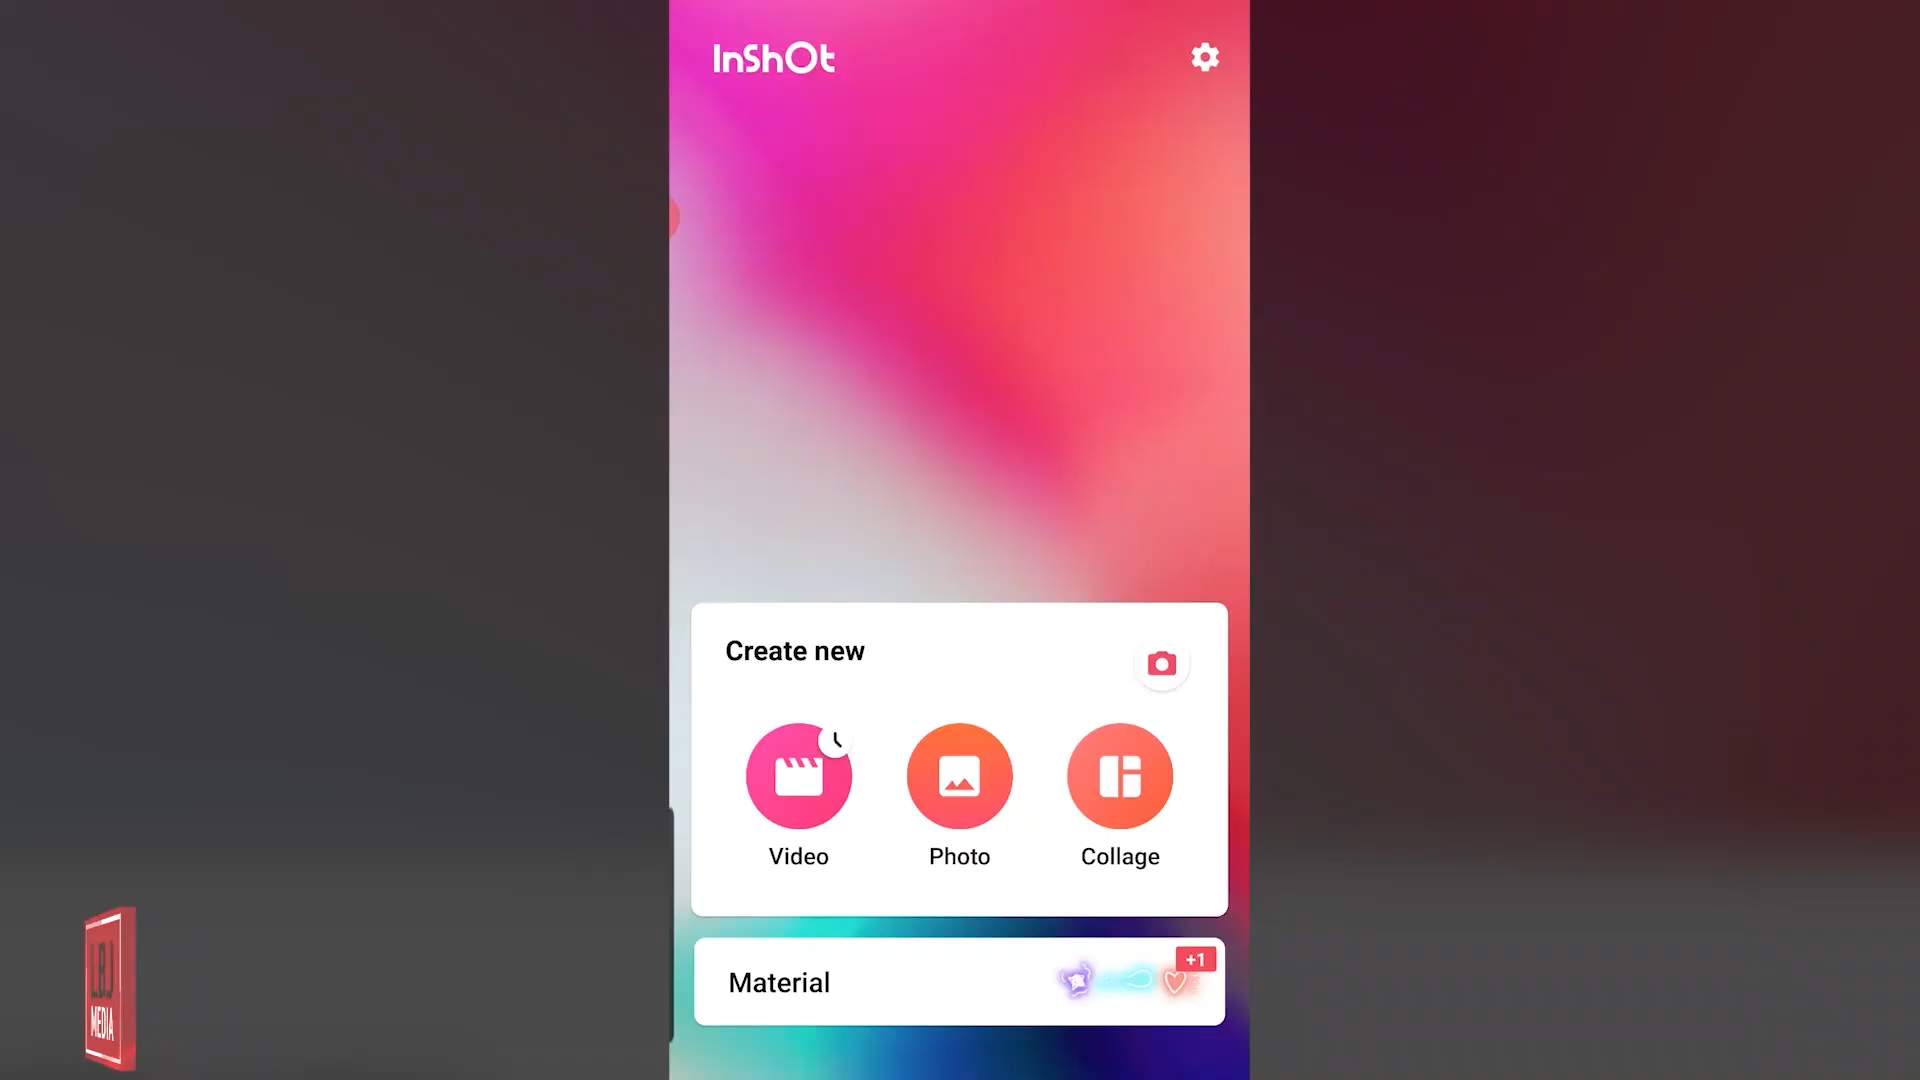 InShOt
Create new
Video
Photo
Collage
Material
+1
LBJ
MEDIA